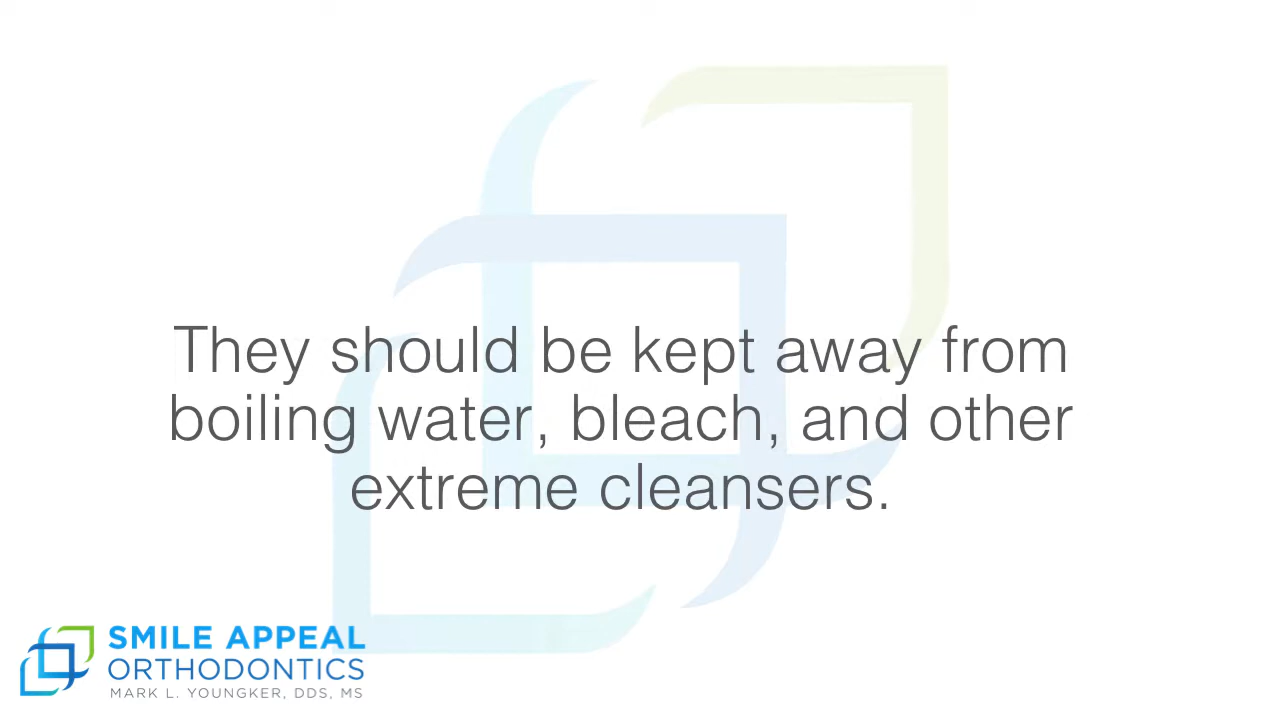 They should be kept away from
boiling water, bleach, and other
extreme cleansers.
SMILE APPEAL
ORTHODONTICS
MARK L. YOUNGKER, DDS, MS